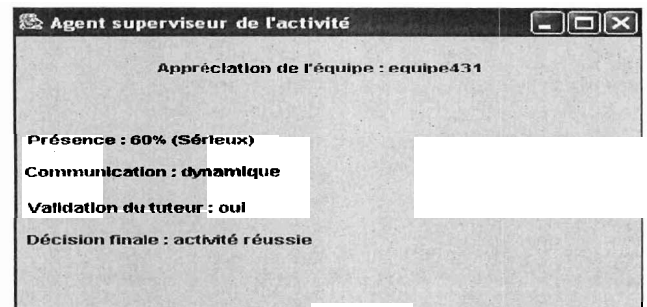 Agent superviseur de l'activité
Appréciation de l'équipe : equipe431
Présence : 60% (Sérieux)
Communication : dynamique
Validation du tuteur : oui
Décision finale : activité réussie